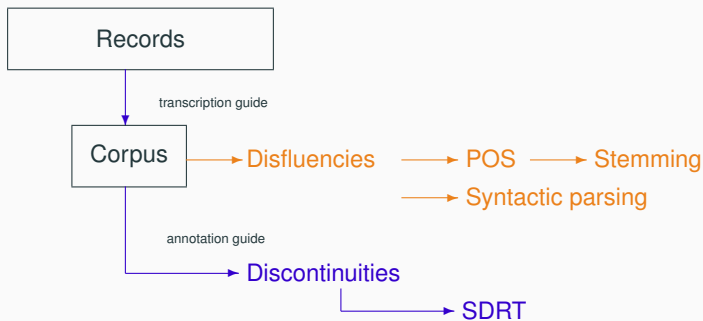 Records
transcription guide
Corpus
Disfluencies
POS
Stemming
Syntactic parsing
annotation guide
Discontinuities
SDRT